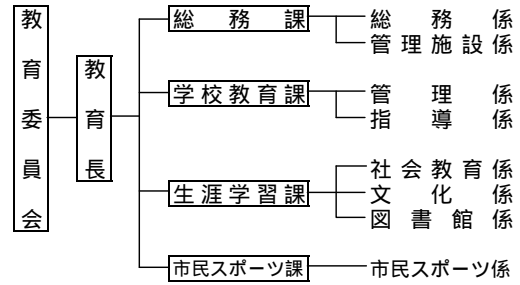 教育委員会
教育長
総務課
総務係
管理施設係
学校教育課
管理係
指導係
生涯学習課
社会教育係
文化係
図書館係
市民スポーツ課
市民スポーツ係